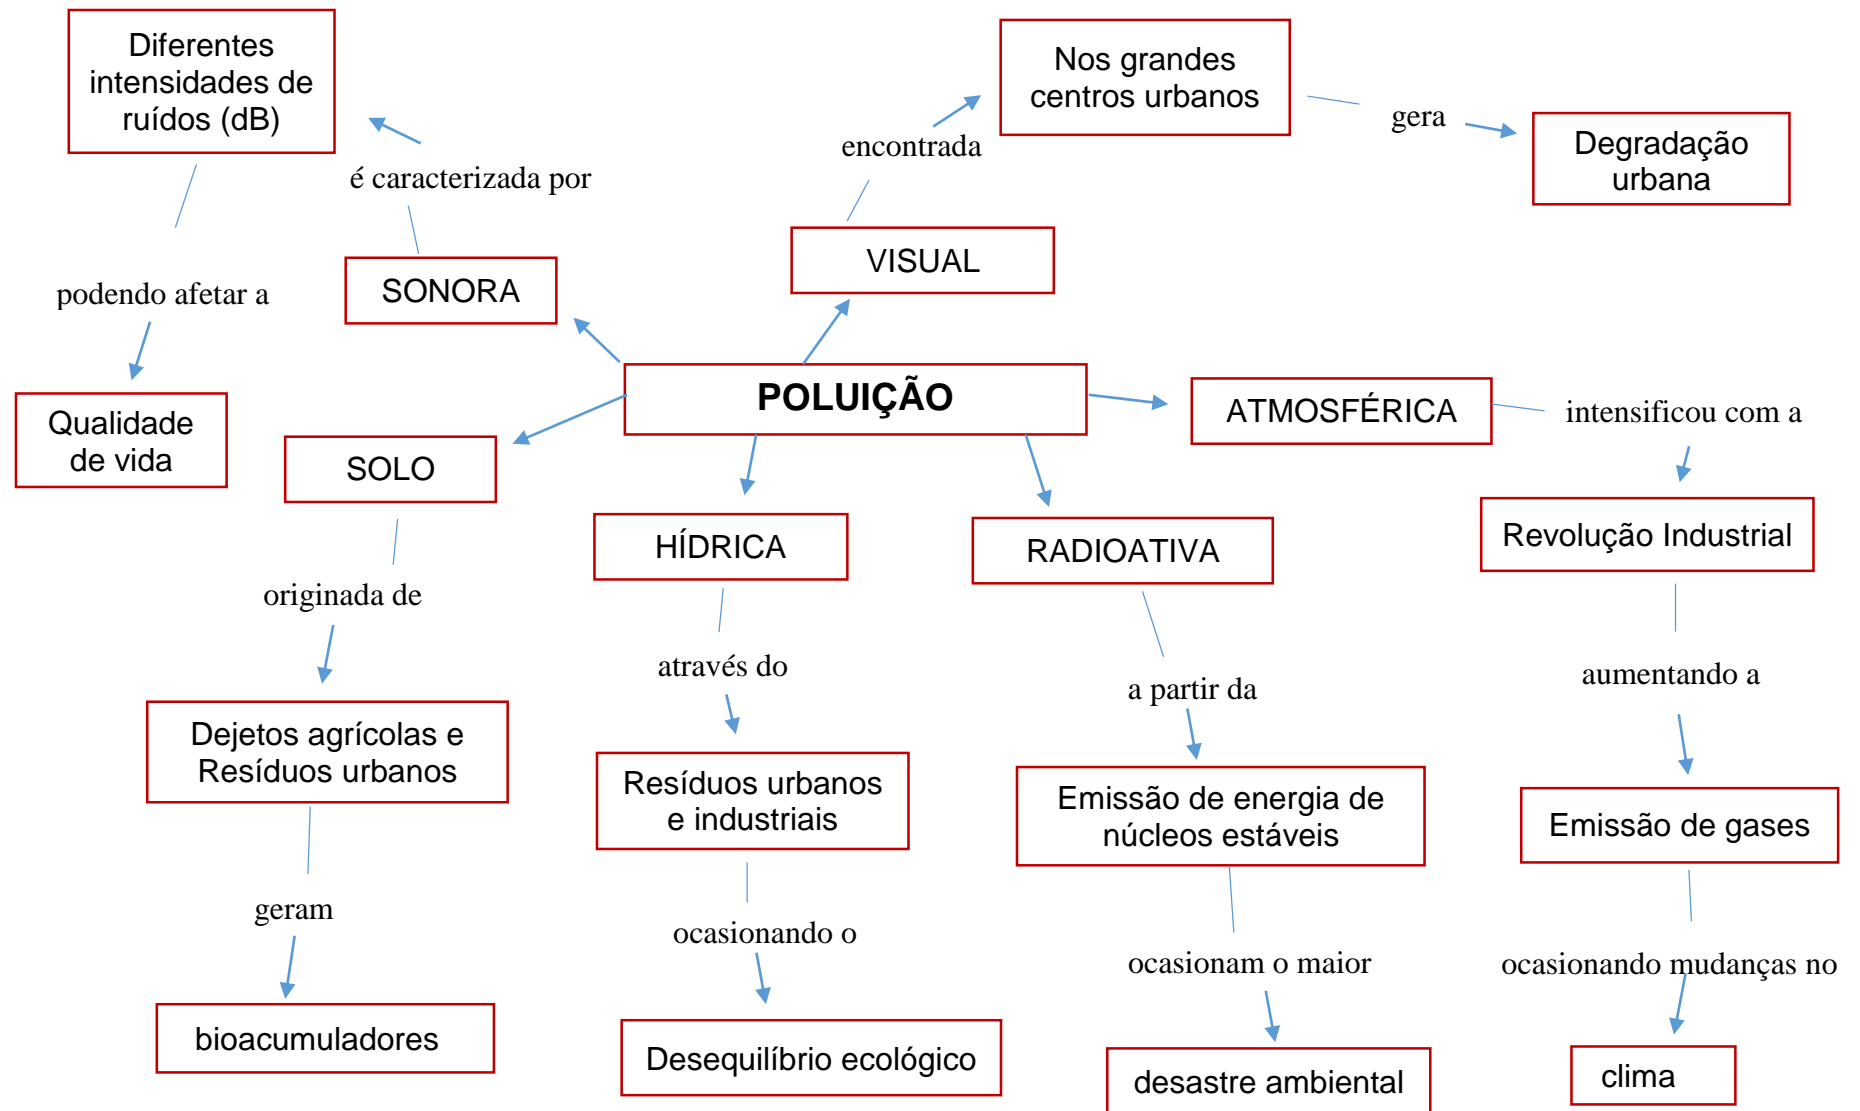 Diferentes
intensidades de
ruídos (dB)
Nos grandes
centros urbanos
gera
Degradação
urbana
encontrada
é caracterizada por
VISUAL
SONORA
podendo afetar a
POLUIÇÃO
ATMOSFÉRICA
intensificou com a
Qualidade
de vida
SOLO
HÍDRICA
RADIOATIVA
Revolução Industrial
originada de
através do
a partir da
aumentando a
Dejetos agrícolas e
Resíduos urbanos
Resíduos urbanos
e industriais
Emissão de energia de
núcleos estáveis
Emissão de gases
geram
ocasionando o
ocasionam o maior
ocasionando mudanças no
bioacumuladores
Desequilíbrio ecológico
desastre ambiental
clima